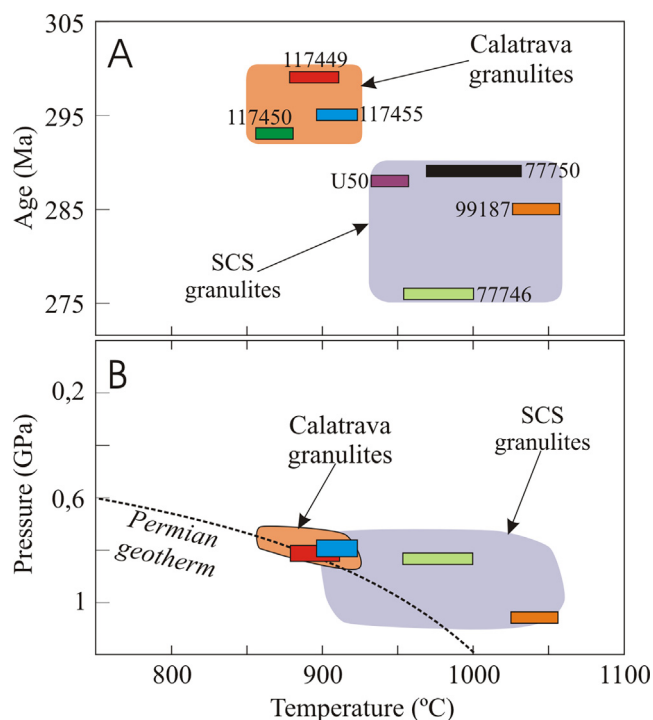 A
305
295
285
275
Age (Ma)
117449
Calatrava
granulites
117450
117455
U50
77750
99187
SCS
granulites
77746
B
0,2
0,6
1
Pressure (GPa)
Calatrava
granulites
SCS
granulites
Permian
geotherm
800
900
1000
1100
Temperature (ºC)